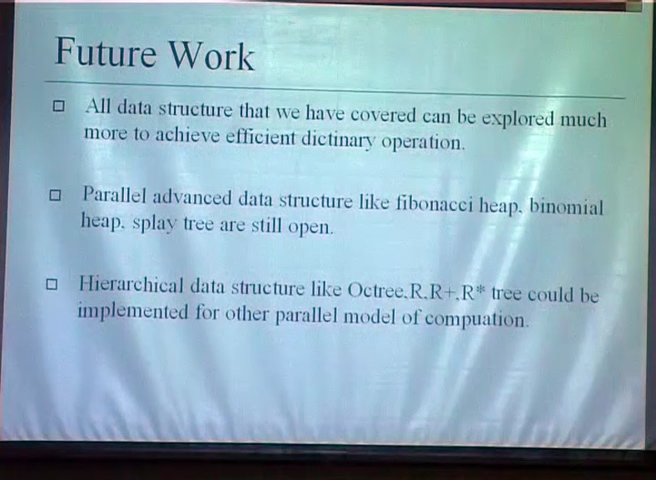 Future Work
All data structure that we have covered can be explored much
more to achieve efficient dictinary operation.
Parallel advanced data structure like fibonacci heap, binomial
heap, splay tree are still open.
Hierarchical data structure like Octree,R,R+,R* tree could be
implemented for other parallel model of compuation.